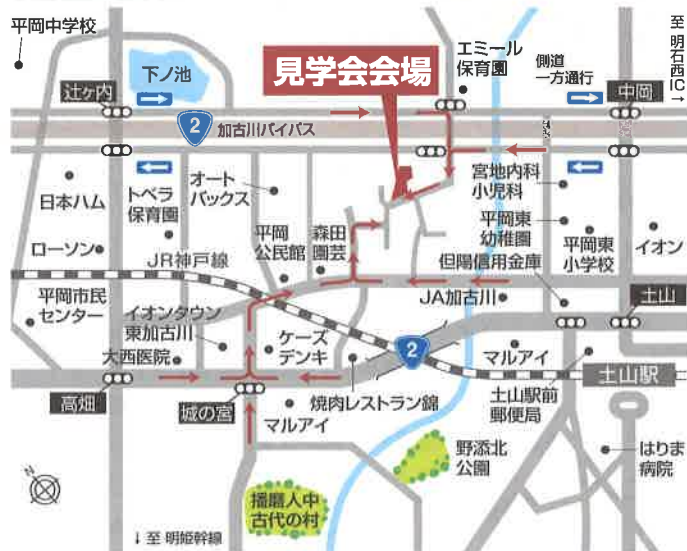 平岡中学校
下ノ池
見学会会場
エミール
保育園
側道
一方通行
至 明石西IC→
辻ヶ内
中岡
2
加古川バイパス
日本ハム
トベラ
保育園
オート
バックス
宮地内科
小児科
ローソン
JR神戸線
平岡
公民館
森田
園芸
平岡東
幼稚園
平岡東
小学校
イオン
但陽信用金庫
平岡市民
センター
イオンタウン
東加古川
JA加古川
土山
大西医院
ケーズ
デンキ
2
マルアイ
土山駅
高畑
城の宮
焼肉レストラン錦
土山駅前
郵便局
マルアイ
野添北
公園
はりま
病院
N
播磨大中
古代の村
↓至 明姫幹線